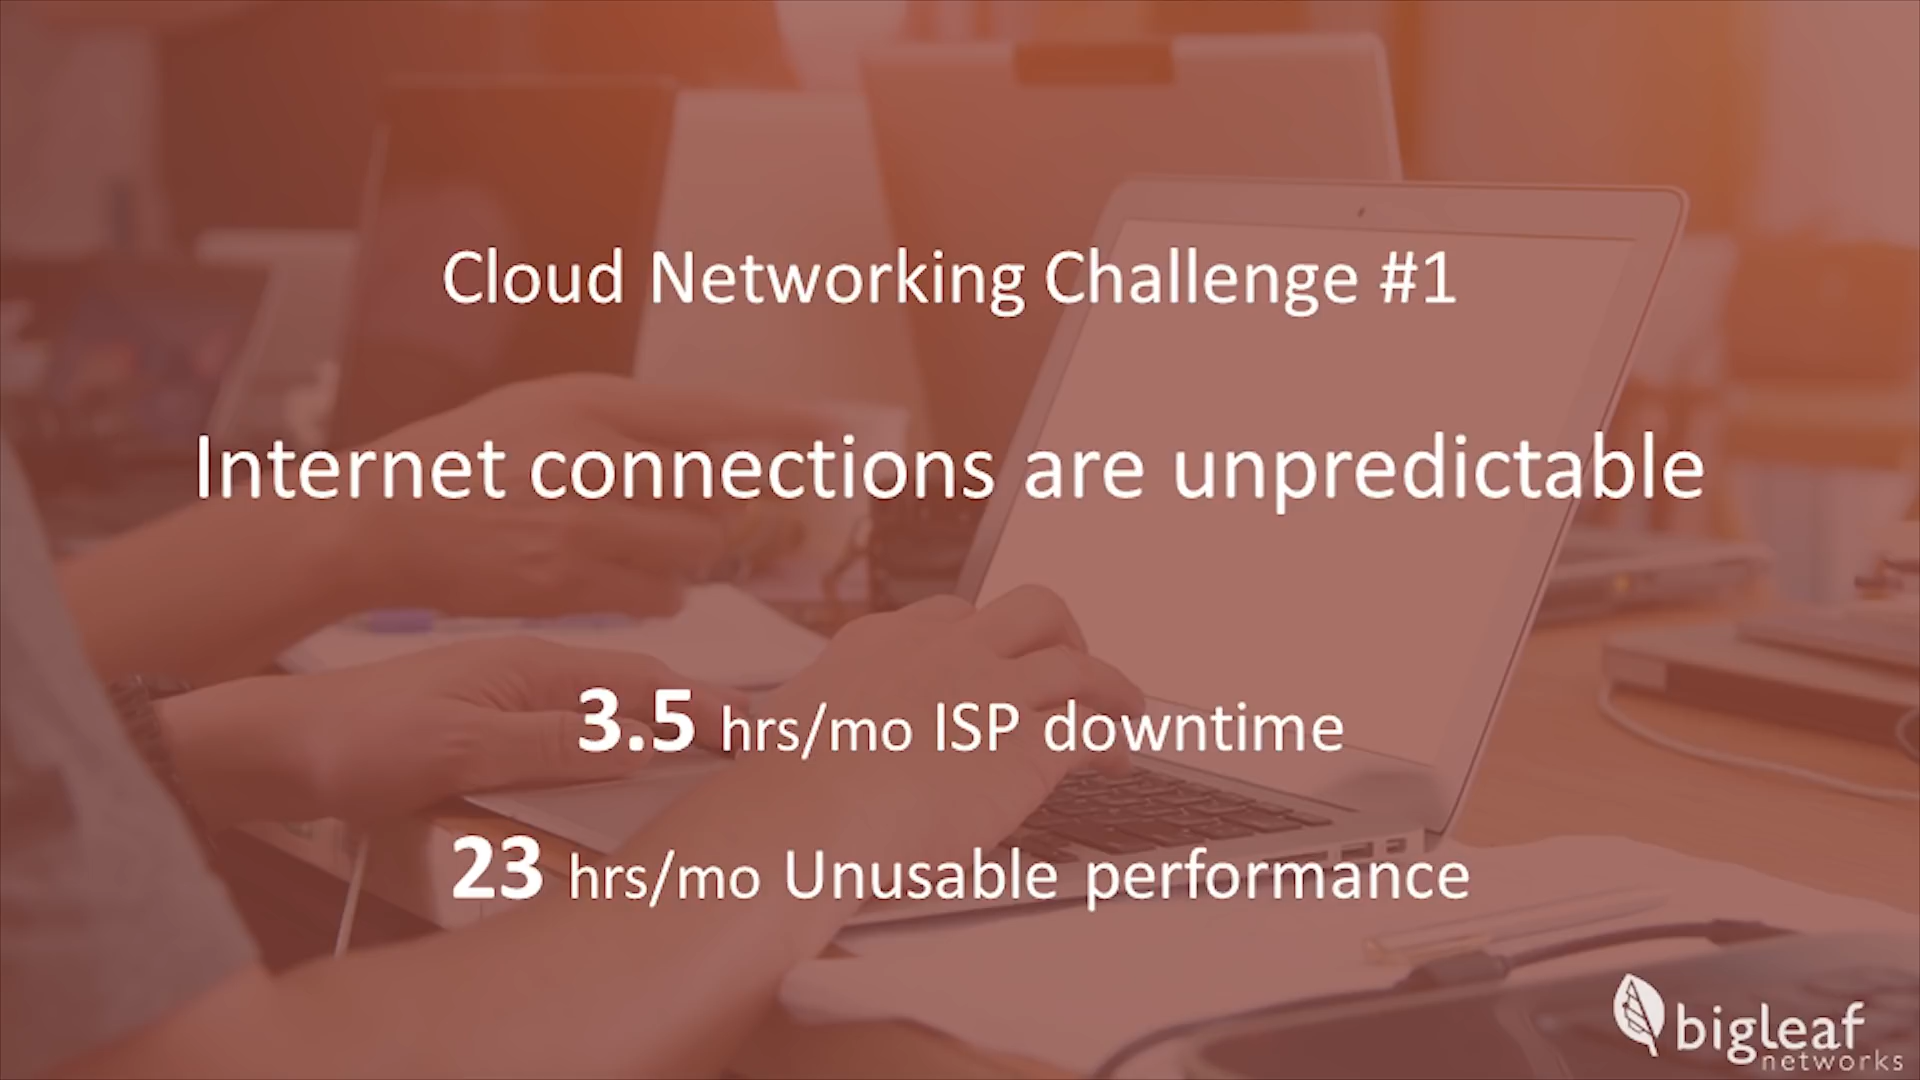 Cloud Networking Challenge #1
Internet connections are unpredictable
3.5 hrs/mo ISP downtime
23 hrs/mo Unusable performance
bigleaf
networks